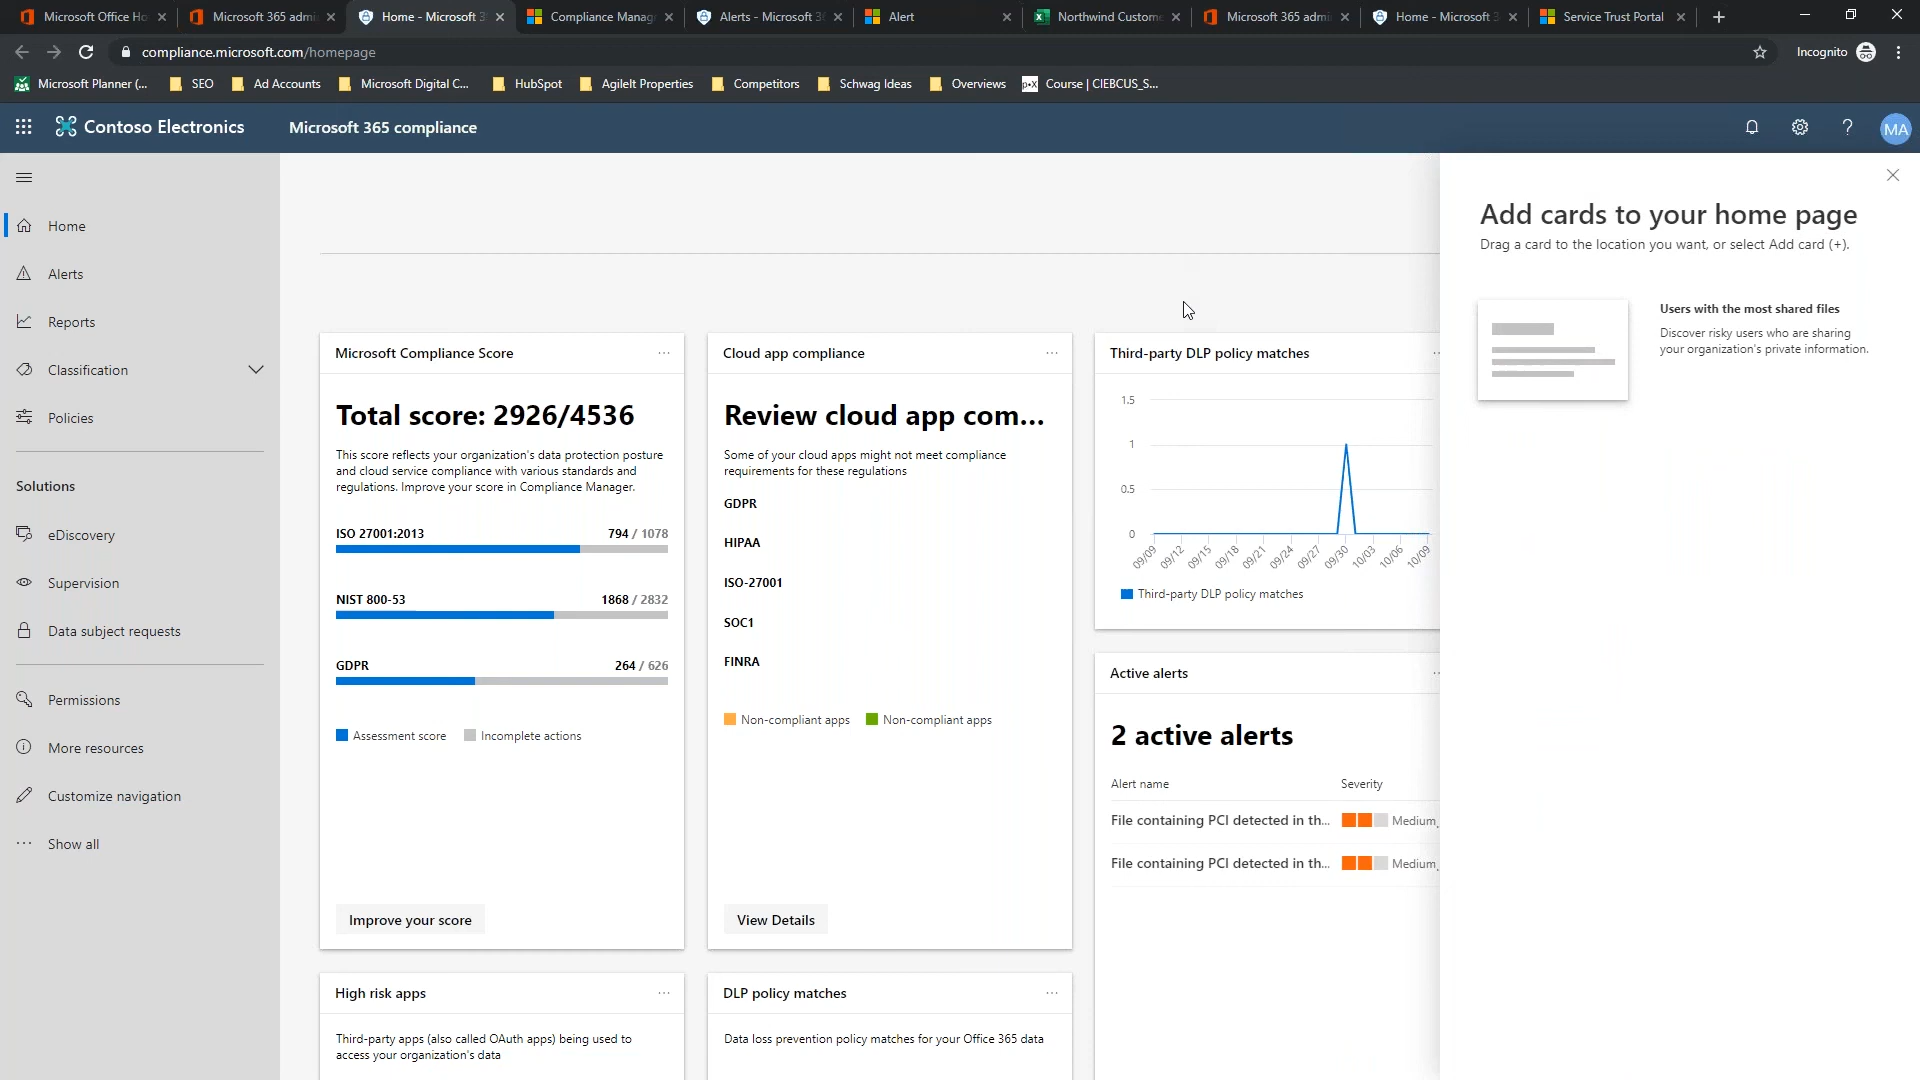 Microsoft Office Ho
Microsoft 365 admi
Home - Microsoft 3
Compliance Manag
Alerts - Microsoft 3
Alert
Northwind Custome
Microsoft 365 admi
Home - Microsoft 3
Service Trust Portal
compliance.microsoft.com/homepage
Incognito
Microsoft Planner (...
SEO
Ad Accounts
Microsoft Digital C...
HubSpot
AgileIt Properties
Competitors
Schwag Ideas
Overviews
Course | CIEBCUS_S...
Contoso Electronics
Microsoft 365 compliance
MA
Home
Alerts
Reports
Classification
Policies
Solutions
eDiscovery
Supervision
Data subject requests
Permissions
More resources
Customize navigation
Show all
Microsoft Compliance Score
Total score: 2926/4536
This score reflects your organization's data protection posture
and cloud service compliance with various standards and
regulations. Improve your score in Compliance Manager.
ISO 27001:2013 794 / 1078
NIST 800-53 1868 / 2832
GDPR 264 / 626
Assessment score Incomplete actions
Improve your score
Cloud app compliance
Review cloud app com...
Some of your cloud apps might not meet compliance
requirements for these regulations
GDPR
HIPAA
ISO-27001
SOC1
FINRA
Non-compliant apps Non-compliant apps
View Details
Third-party DLP policy matches
1.5
1
0.5
0
09/09 09/12 09/15 09/18 09/21 09/24 09/27 09/30 10/03 10/06 10/09
Third-party DLP policy matches
Active alerts
2 active alerts
Alert name Severity
File containing PCI detected in th... Medium
File containing PCI detected in th... Medium
High risk apps
Third-party apps (also called OAuth apps) being used to
access your organization's data
DLP policy matches
Data loss prevention policy matches for your Office 365 data
Add cards to your home page
Drag a card to the location you want, or select Add card (+).
Users with the most shared files
Discover risky users who are sharing
your organization's private information.